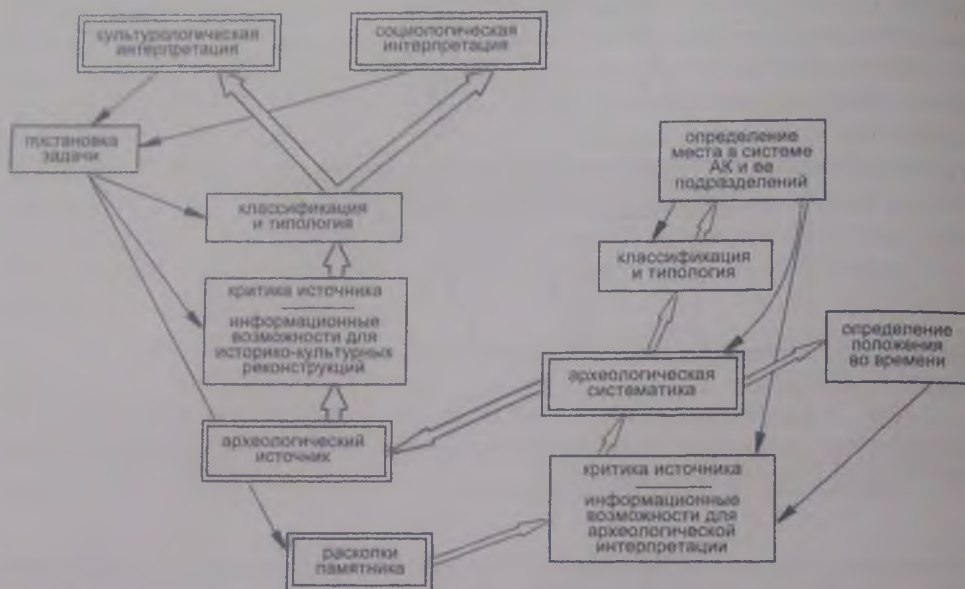 культурологическая
интерпретация
социологическая
интерпретация
постановка
задачи
определение
места в системе
АК и ее
подразделений
классификация
и типология
классификация
и типология
критика источника
информационные
возможности для
историко-культурных
реконструкций
определение
положения
во времени
археологическая
систематика
археологический
источник
критика источника
информационные
возможности для
археологической
интерпретации
раскопки
памятника